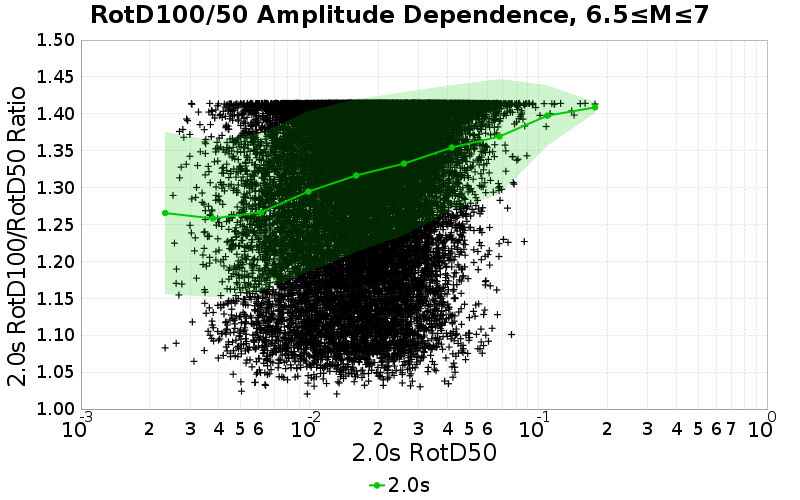 RotD100/50 Amplitude Dependence, 6.5≤M≤7
2.0s RotD100/RotD50 Ratio
1.50
1.45
1.40
1.35
1.30
1.25
1.20
1.15
1.10
1.05
1.00
10^-3 2 3 4 5 6 10^-2 2 3 4 5 6 10^-1 2 3 4 5 6 7 10^0
2.0s RotD50
2.0s